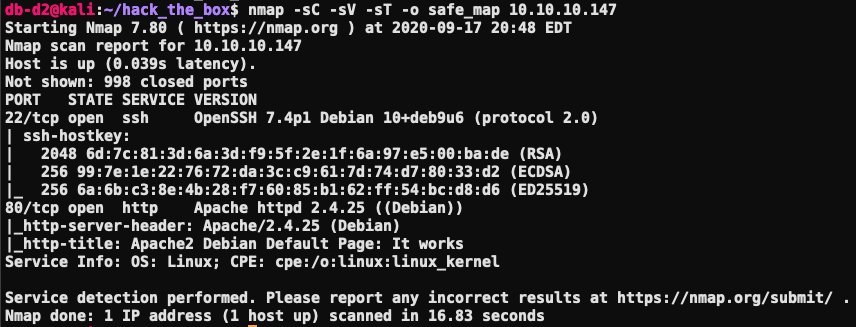 db-d2@kali:~/hack_the_box$ nmap -sC -sV -sT -o safe_map 10.10.10.147
Starting Nmap 7.80 ( https://nmap.org ) at 2020-09-17 20:48 EDT
Nmap scan report for 10.10.10.147
Host is up (0.039s latency).
Not shown: 998 closed ports
PORT   STATE SERVICE VERSION
22/tcp open  ssh     OpenSSH 7.4p1 Debian 10+deb9u6 (protocol 2.0)
| ssh-hostkey:
|   2048 6d:7c:81:3d:6a:3d:f9:5f:2e:1f:6a:97:e5:00:ba:de (RSA)
|   256 99:7e:1e:22:76:72:da:3c:c9:61:7d:74:d7:80:33:d2 (ECDSA)
|_  256 6a:6b:c3:8e:4b:28:f7:60:85:b1:62:ff:54:bc:d8:d6 (ED25519)
80/tcp open  http    Apache httpd 2.4.25 ((Debian))
|_http-server-header: Apache/2.4.25 (Debian)
|_http-title: Apache2 Debian Default Page: It works
Service Info: OS: Linux; CPE: cpe:/o:linux:linux_kernel

Service detection performed. Please report any incorrect results at https://nmap.org/submit/ .
Nmap done: 1 IP address (1 host up) scanned in 16.83 seconds